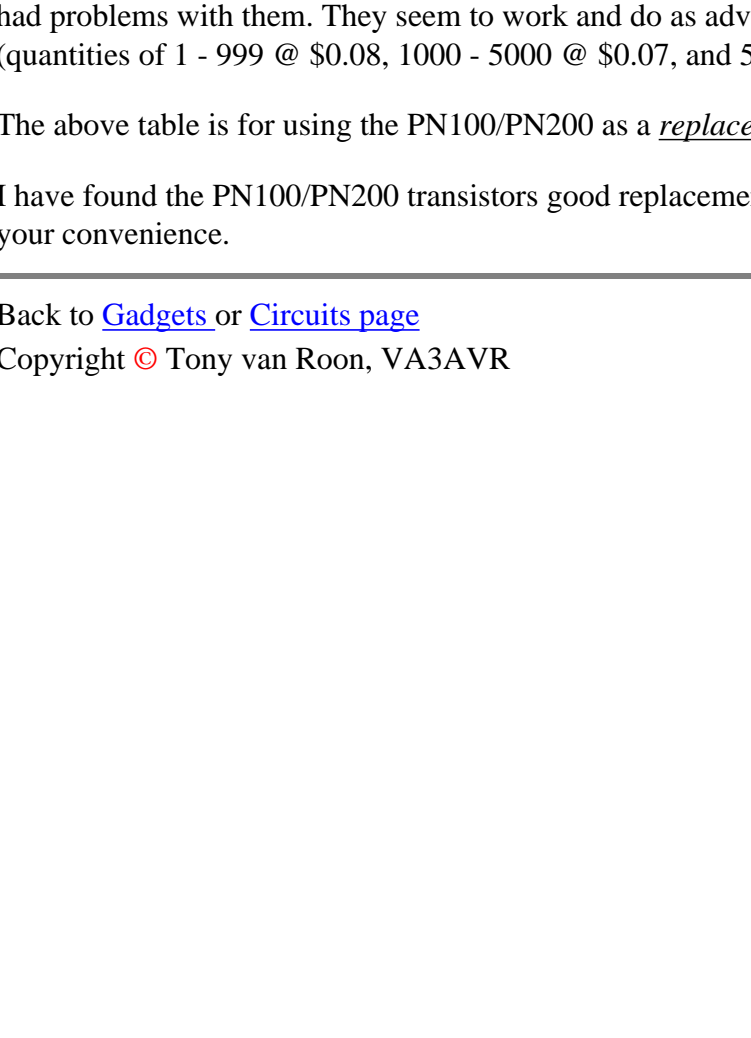 had problems with them. They seem to work and do as adv
(quantities of 1 - 999 @ $0.08, 1000 - 5000 @ $0.07, and 5
The above table is for using the PN100/PN200 as a replace
I have found the PN100/PN200 transistors good replaceme
your convenience.
Back to Gadgets or Circuits page
Copyright © Tony van Roon, VA3AVR